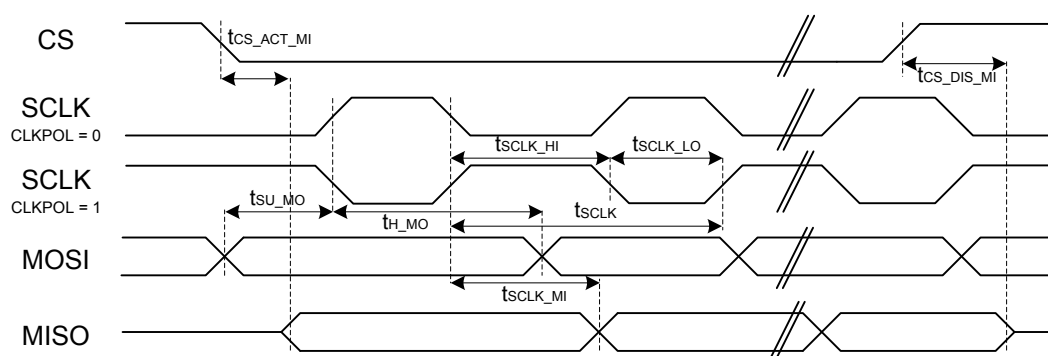 CS
tCS_ACT_MI
tCS_DIS_MI
SCLK
CLKPOL = 0
tSCLK_HI
tSCLK_LO
SCLK
CLKPOL = 1
tSU_MO
tH_MO
tSCLK
MOSI
tSCLK_MI
MISO